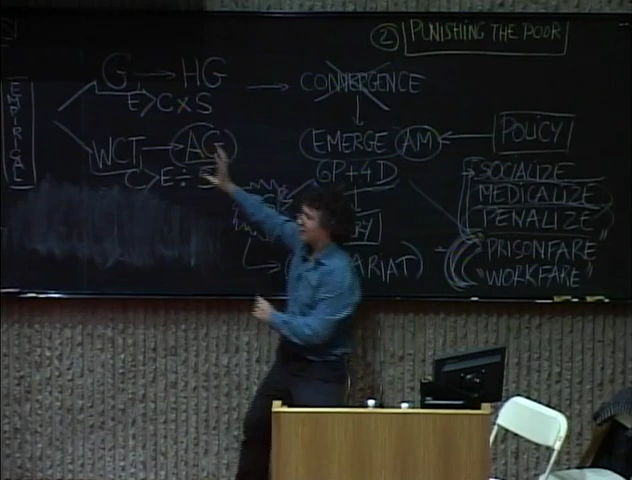 ② PUNISHING THE POOR
EMPIRICAL
G → HG → CONVERGENCE
E > C x S
WCT → AG
C > E ÷ S
EMERGE AM ← POLICY
GP + 4D
SOCIALIZE
MEDICALIZE
PENALIZE
PRISONFARE
"WORKFARE"
ARIAT)